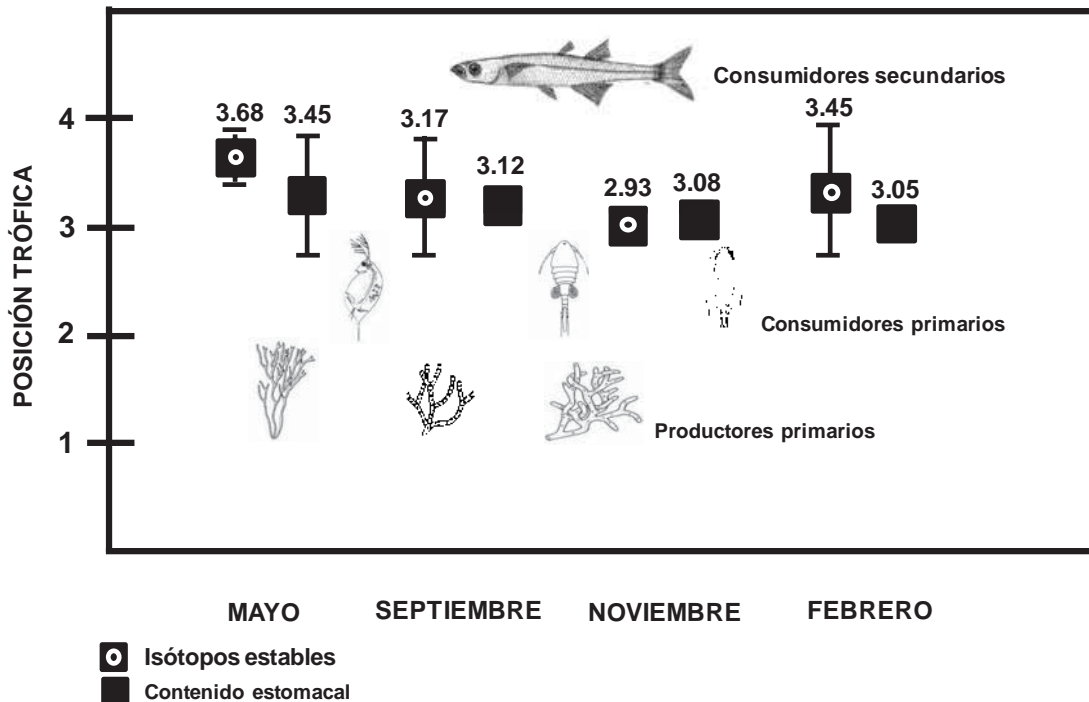 Consumidores secundarios
4
3.68
3.45
3.17
3.12
2.93
3.08
3.45
3.05
3
2
1
POSICIÓN TRÓFICA
Consumidores primarios
Productores primarios
MAYO
SEPTIEMBRE
NOVIEMBRE
FEBRERO
Isótopos estables
Contenido estomacal